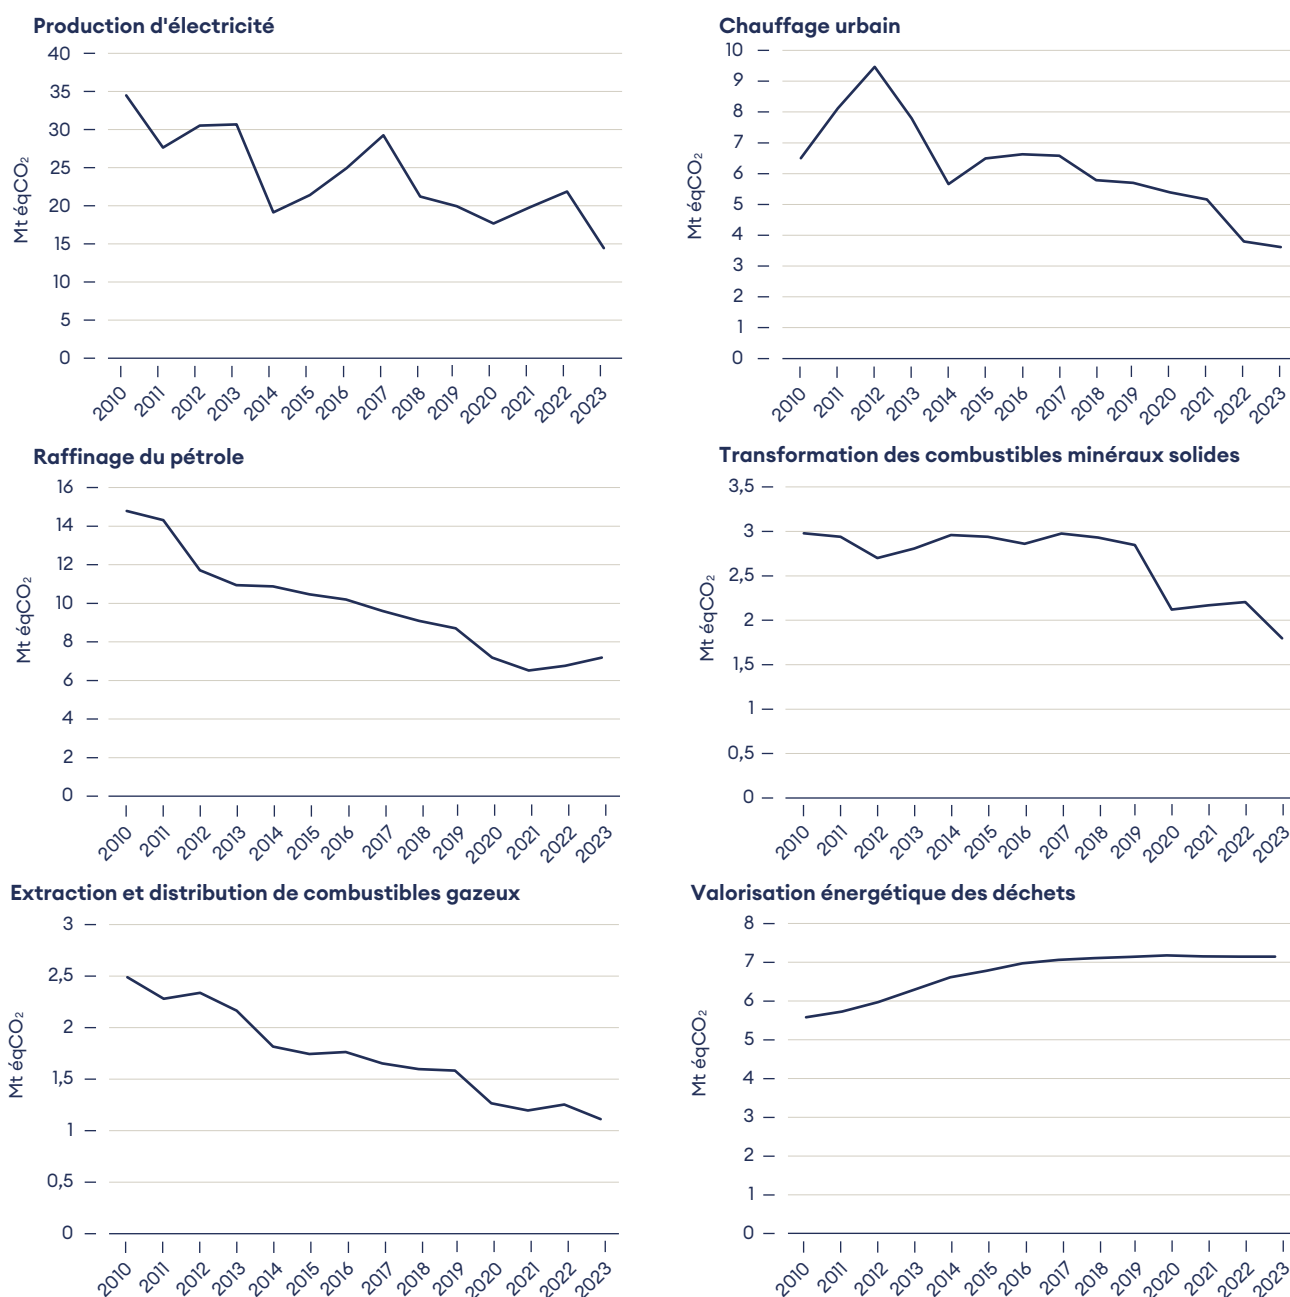 Production d'électricité
Mt éqCO₂
40
35
30
25
20
15
10
5
0
2010 2011 2012 2013 2014 2015 2016 2017 2018 2019 2020 2021 2022 2023
Chauffage urbain
Mt éqCO₂
10
9
8
7
6
5
4
3
2
1
0
2010 2011 2012 2013 2014 2015 2016 2017 2018 2019 2020 2021 2022 2023
Raffinage du pétrole
Mt éqCO₂
16
14
12
10
8
6
4
2
0
2010 2011 2012 2013 2014 2015 2016 2017 2018 2019 2020 2021 2022 2023
Transformation des combustibles minéraux solides
Mt éqCO₂
3,5
3
2,5
2
1,5
1
0,5
0
2010 2011 2012 2013 2014 2015 2016 2017 2018 2019 2020 2021 2022 2023
Extraction et distribution de combustibles gazeux
Mt éqCO₂
3
2,5
2
1,5
1
0,5
0
2010 2011 2012 2013 2014 2015 2016 2017 2018 2019 2020 2021 2022 2023
Valorisation énergétique des déchets
Mt éqCO₂
8
7
6
5
4
3
2
1
0
2010 2011 2012 2013 2014 2015 2016 2017 2018 2019 2020 2021 2022 2023